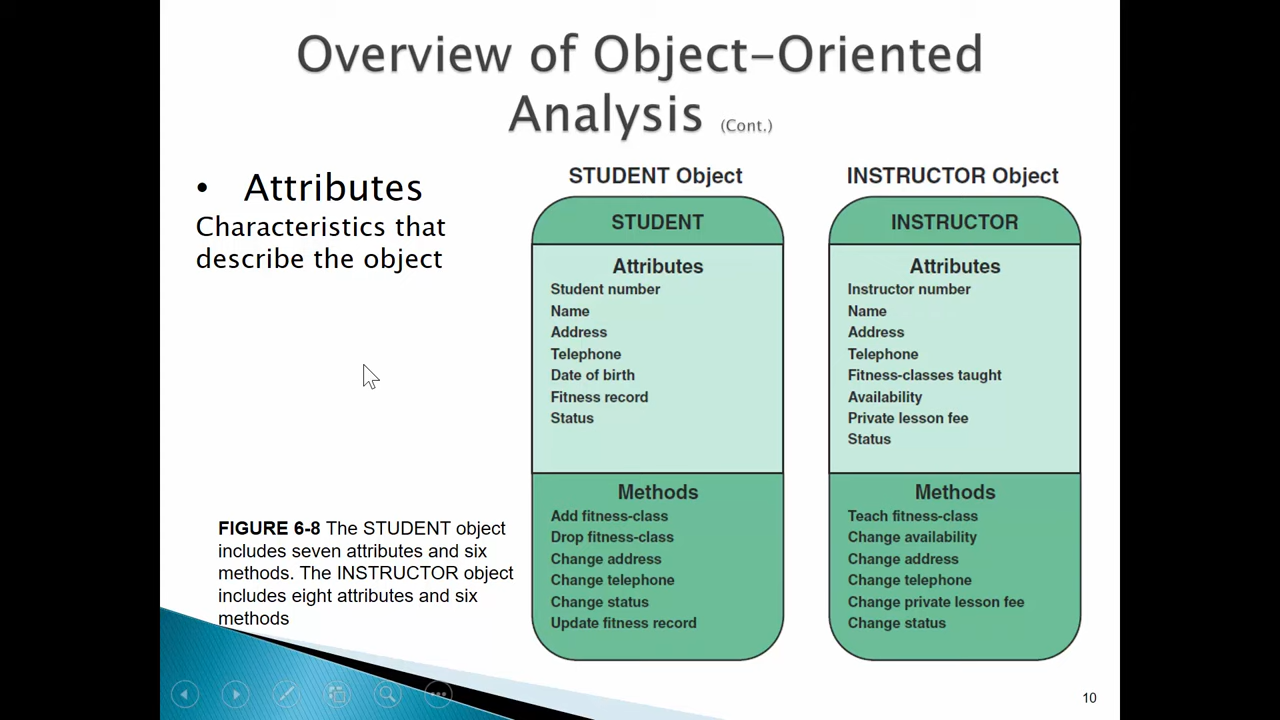 Overview of Object-Oriented
Analysis (Cont.)
• Attributes
Characteristics that
describe the object
FIGURE 6-8 The STUDENT object
includes seven attributes and six
methods. The INSTRUCTOR object
includes eight attributes and six
methods
STUDENT Object
STUDENT
Attributes
Student number
Name
Address
Telephone
Date of birth
Fitness record
Status
Methods
Add fitness-class
Drop fitness-class
Change address
Change telephone
Change status
Update fitness record
INSTRUCTOR Object
INSTRUCTOR
Attributes
Instructor number
Name
Address
Telephone
Fitness-classes taught
Availability
Private lesson fee
Status
Methods
Teach fitness-class
Change availability
Change address
Change telephone
Change private lesson fee
Change status
10